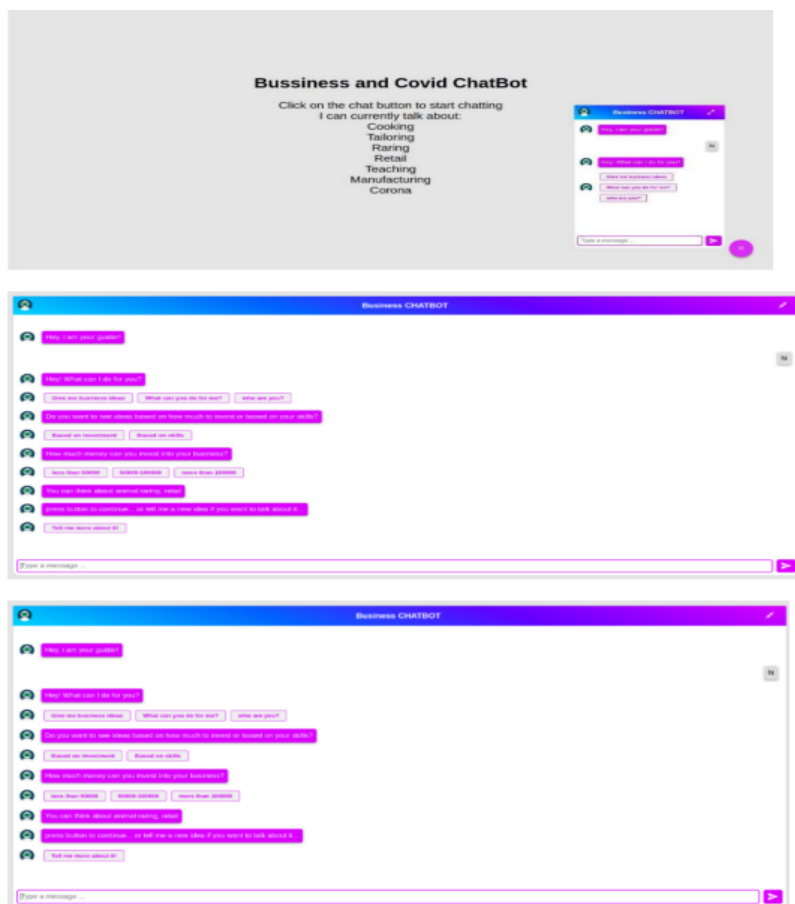 Bussiness and Covid ChatBot
Click on the chat button to start chatting
I can currently talk about:
Cooking
Tailoring
Raring
Retail
Teaching
Manufacturing
Corona
Business CHATBOT
Hey, i am your guider!
hi
Hey! What can I do for you?
Give me business ideas
What can you do for me?
who are you?
Type a message ...
Business CHATBOT
Hey, i am your guider!
hi
Hey! What can I do for you?
Give me business ideas What can you do for me? who are you?
Do you want to see ideas based on how much to invest or based on your skills?
Based on investment Based on skills
How much money can you invest into your business?
less than 50000 50000-100000 more than 100000
You can think about animal raring, retail
press button to continue... or tell me a new idea if you want to talk about it...
Tell me more about it!
Type a message ...
Business CHATBOT
Hey, i am your guider!
hi
Hey! What can I do for you?
Give me business ideas What can you do for me? who are you?
Do you want to see ideas based on how much to invest or based on your skills?
Based on investment Based on skills
How much money can you invest into your business?
less than 50000 50000-100000 more than 100000
You can think about animal raring, retail
press button to continue... or tell me a new idea if you want to talk about it...
Tell me more about it!
Type a message ...